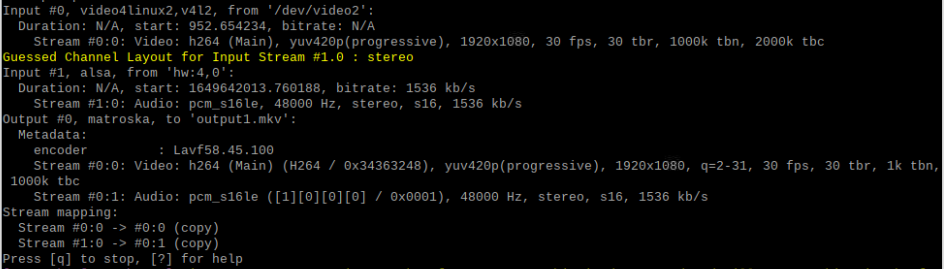 Input #0, video4linux2,v4l2, from '/dev/video2':
  Duration: N/A, start: 952.654234, bitrate: N/A
    Stream #0:0: Video: h264 (Main), yuv420p(progressive), 1920x1080, 30 fps, 30 tbr, 1000k tbn, 2000k tbc
Guessed Channel Layout for Input Stream #1.0 : stereo
Input #1, alsa, from 'hw:4,0':
  Duration: N/A, start: 1649642013.760188, bitrate: 1536 kb/s
    Stream #1:0: Audio: pcm_s16le, 48000 Hz, stereo, s16, 1536 kb/s
Output #0, matroska, to 'output1.mkv':
  Metadata:
    encoder         : Lavf58.45.100
    Stream #0:0: Video: h264 (Main) (H264 / 0x34363248), yuv420p(progressive), 1920x1080, q=2-31, 30 fps, 30 tbr, 1k tbn,
 1000k tbc
    Stream #0:1: Audio: pcm_s16le ([1][0][0][0] / 0x0001), 48000 Hz, stereo, s16, 1536 kb/s
Stream mapping:
  Stream #0:0 -> #0:0 (copy)
  Stream #1:0 -> #0:1 (copy)
Press [q] to stop, [?] for help